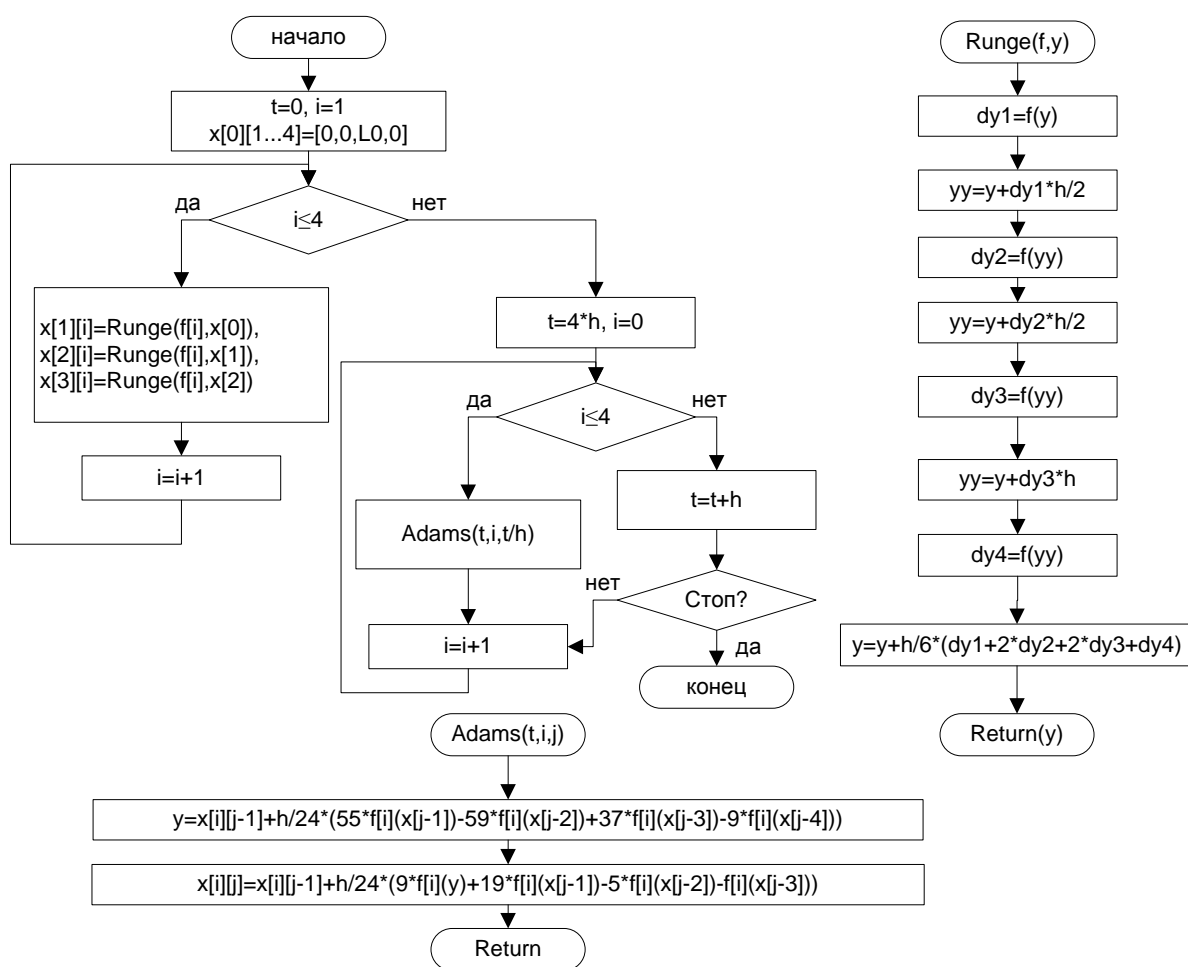 начало
t=0, i=1
x[0][1...4]=[0,0,L0,0]
да
i≤4
нет
x[1][i]=Runge(f[i],x[0]),
x[2][i]=Runge(f[i],x[1]),
x[3][i]=Runge(f[i],x[2])
i=i+1
t=4*h, i=0
да
i≤4
нет
Adams(t,i,t/h)
t=t+h
нет
Стоп?
i=i+1
да
конец
Runge(f,y)
dy1=f(y)
yy=y+dy1*h/2
dy2=f(yy)
yy=y+dy2*h/2
dy3=f(yy)
yy=y+dy3*h
dy4=f(yy)
y=y+h/6*(dy1+2*dy2+2*dy3+dy4)
Return(y)
Adams(t,i,j)
y=x[i][j-1]+h/24*(55*f[i](x[j-1])-59*f[i](x[j-2])+37*f[i](x[j-3])-9*f[i](x[j-4]))
x[i][j]=x[i][j-1]+h/24*(9*f[i](y)+19*f[i](x[j-1])-5*f[i](x[j-2])-f[i](x[j-3]))
Return